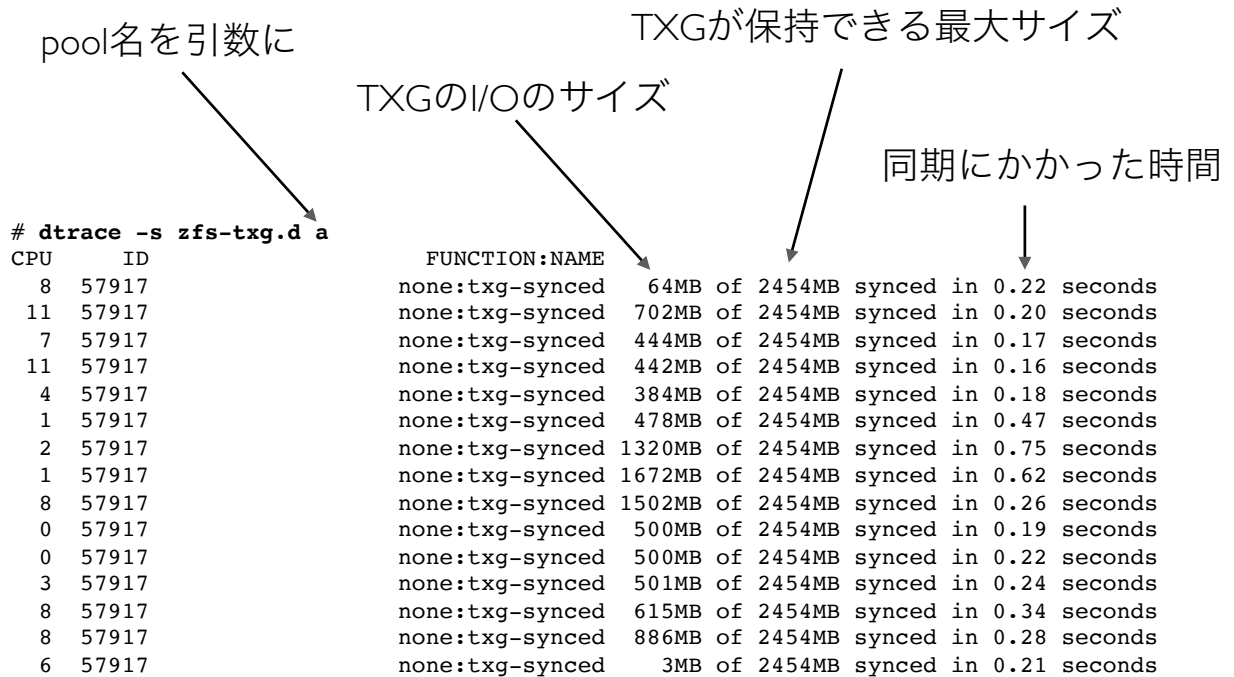 pool名を引数に
TXGが保持できる最大サイズ
TXGのI/Oのサイズ
同期にかかった時間
# dtrace -s zfs-txg.d a
CPU ID FUNCTION:NAME
8 57917 none:txg-synced 64MB of 2454MB synced in 0.22 seconds
11 57917 none:txg-synced 702MB of 2454MB synced in 0.20 seconds
7 57917 none:txg-synced 444MB of 2454MB synced in 0.17 seconds
11 57917 none:txg-synced 442MB of 2454MB synced in 0.16 seconds
4 57917 none:txg-synced 384MB of 2454MB synced in 0.18 seconds
1 57917 none:txg-synced 478MB of 2454MB synced in 0.47 seconds
2 57917 none:txg-synced 1320MB of 2454MB synced in 0.75 seconds
1 57917 none:txg-synced 1672MB of 2454MB synced in 0.62 seconds
8 57917 none:txg-synced 1502MB of 2454MB synced in 0.26 seconds
0 57917 none:txg-synced 500MB of 2454MB synced in 0.19 seconds
0 57917 none:txg-synced 500MB of 2454MB synced in 0.22 seconds
3 57917 none:txg-synced 501MB of 2454MB synced in 0.24 seconds
8 57917 none:txg-synced 615MB of 2454MB synced in 0.34 seconds
8 57917 none:txg-synced 886MB of 2454MB synced in 0.28 seconds
6 57917 none:txg-synced 3MB of 2454MB synced in 0.21 seconds